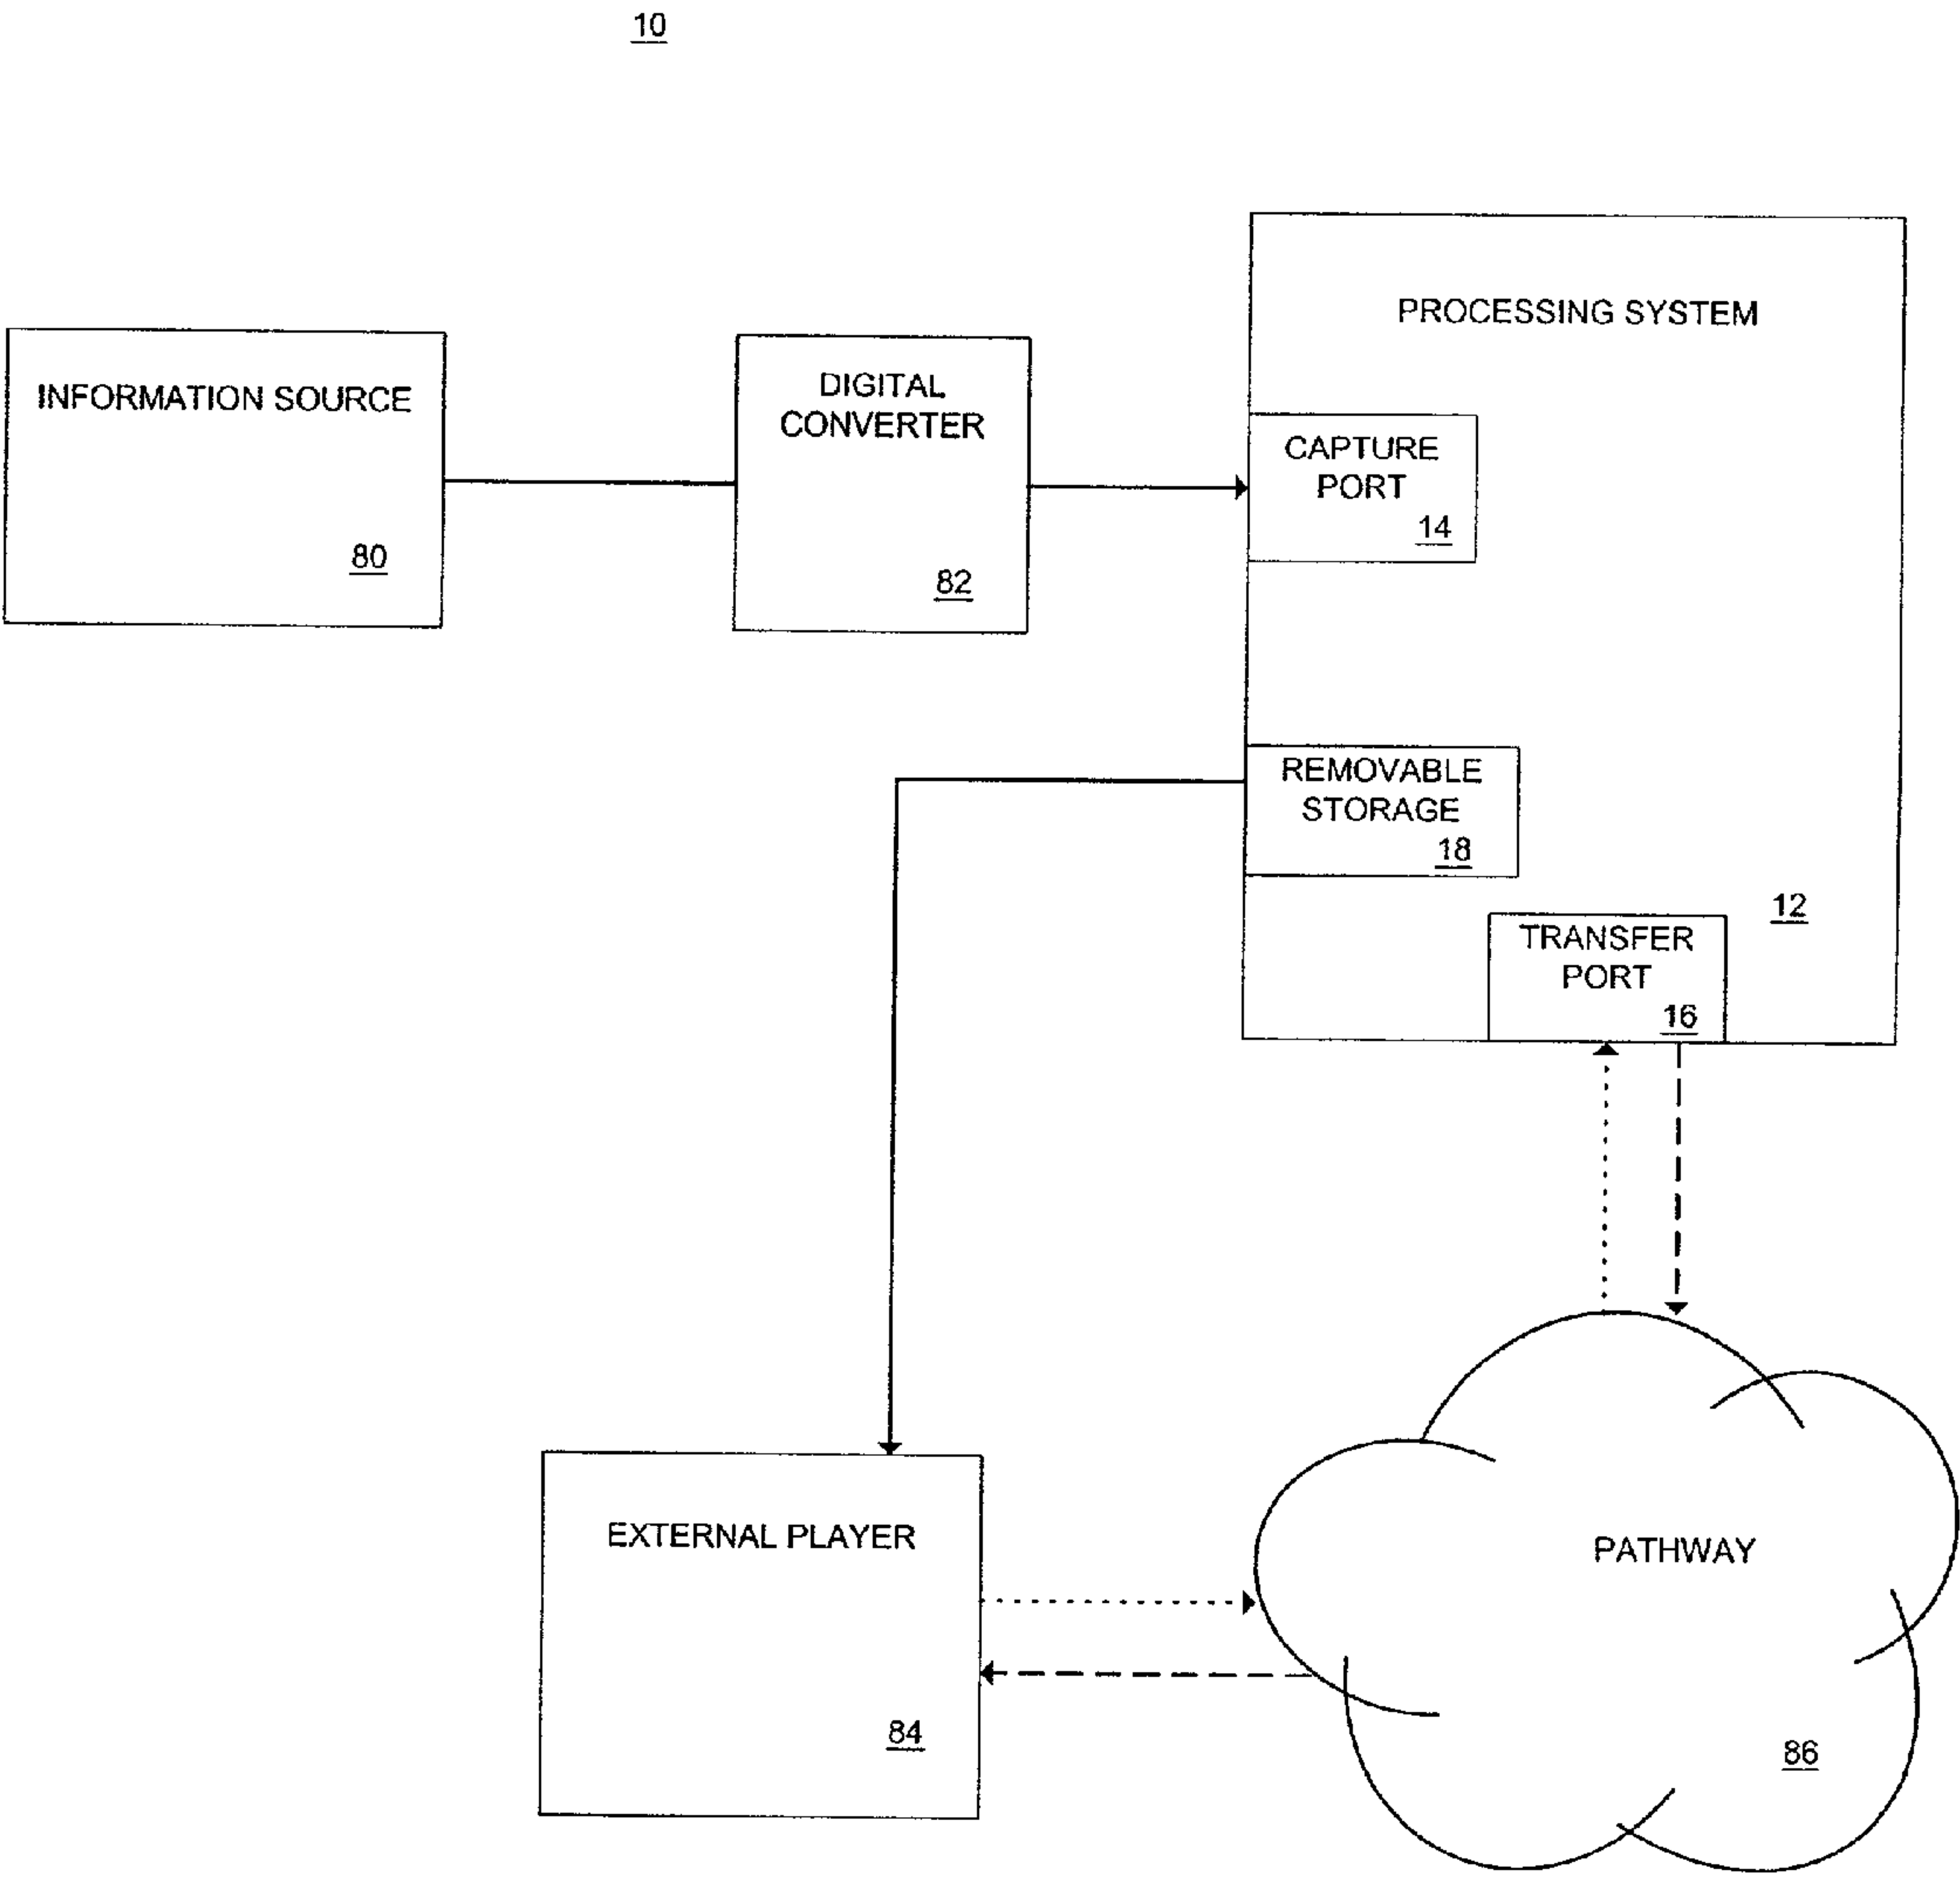 10
PROCESSING SYSTEM
INFORMATION SOURCE
80
DIGITAL
CONVERTER
82
CAPTURE
PORT
14
REMOVABLE
STORAGE
18
12
TRANSFER
PORT
16
EXTERNAL PLAYER
84
PATHWAY
86